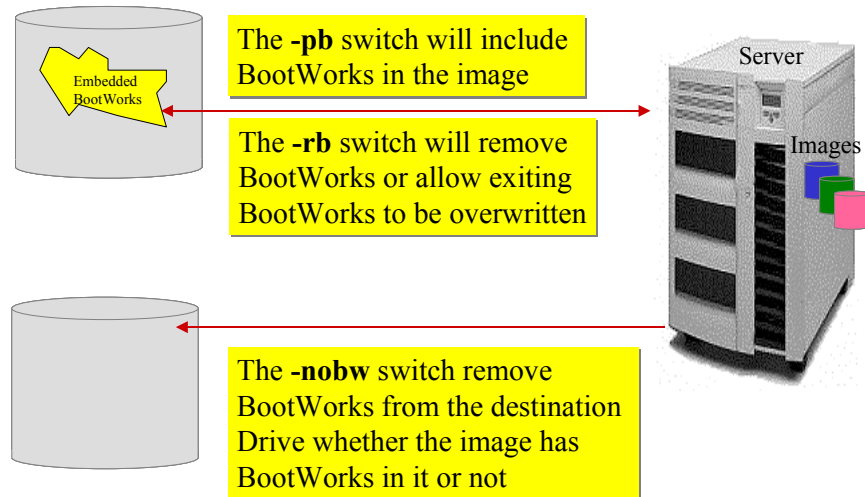 The -pb switch will include
BootWorks in the image
Embedded
BootWorks
Server
The -rb switch will remove
BootWorks or allow exiting
BootWorks to be overwritten
Images
The -nobw switch remove
BootWorks from the destination
Drive whether the image has
BootWorks in it or not